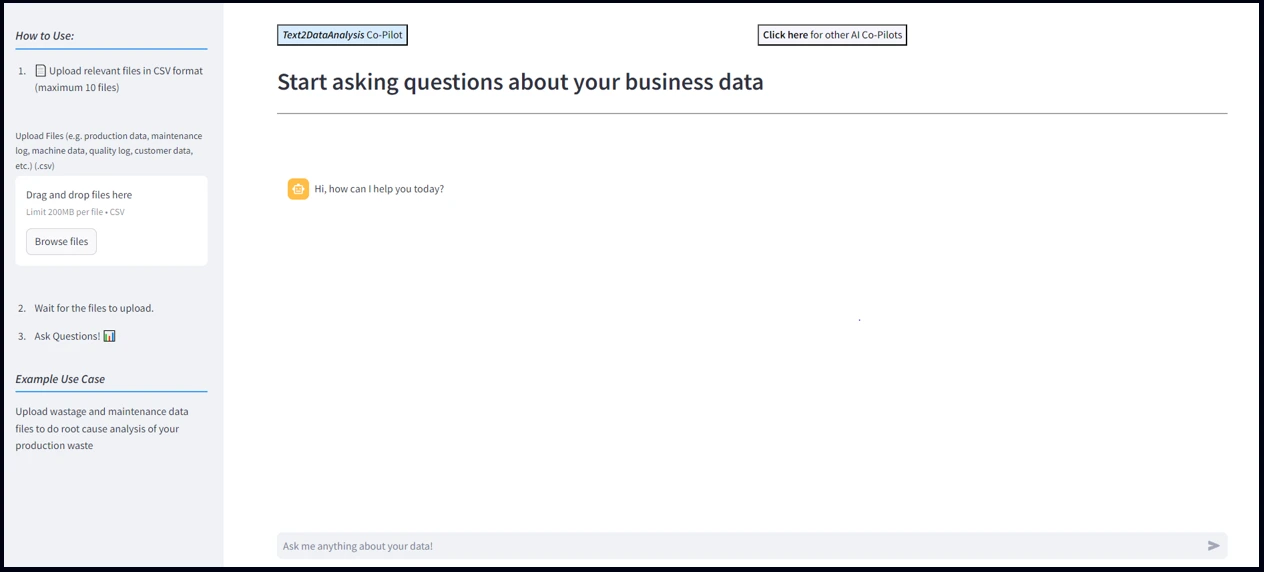 How to Use:
1. Upload relevant files in CSV format
(maximum 10 files)
Upload Files (e.g. production data, maintenance
log, machine data, quality log, customer data,
etc.) (.csv)
Drag and drop files here
Limit 200MB per file • CSV
Browse files
2. Wait for the files to upload.
3. Ask Questions!
Example Use Case
Upload wastage and maintenance data
files to do root cause analysis of your
production waste
Text2DataAnalysis Co-Pilot
Click here for other AI Co-Pilots
Start asking questions about your business data
Hi, how can I help you today?
Ask me anything about your data!